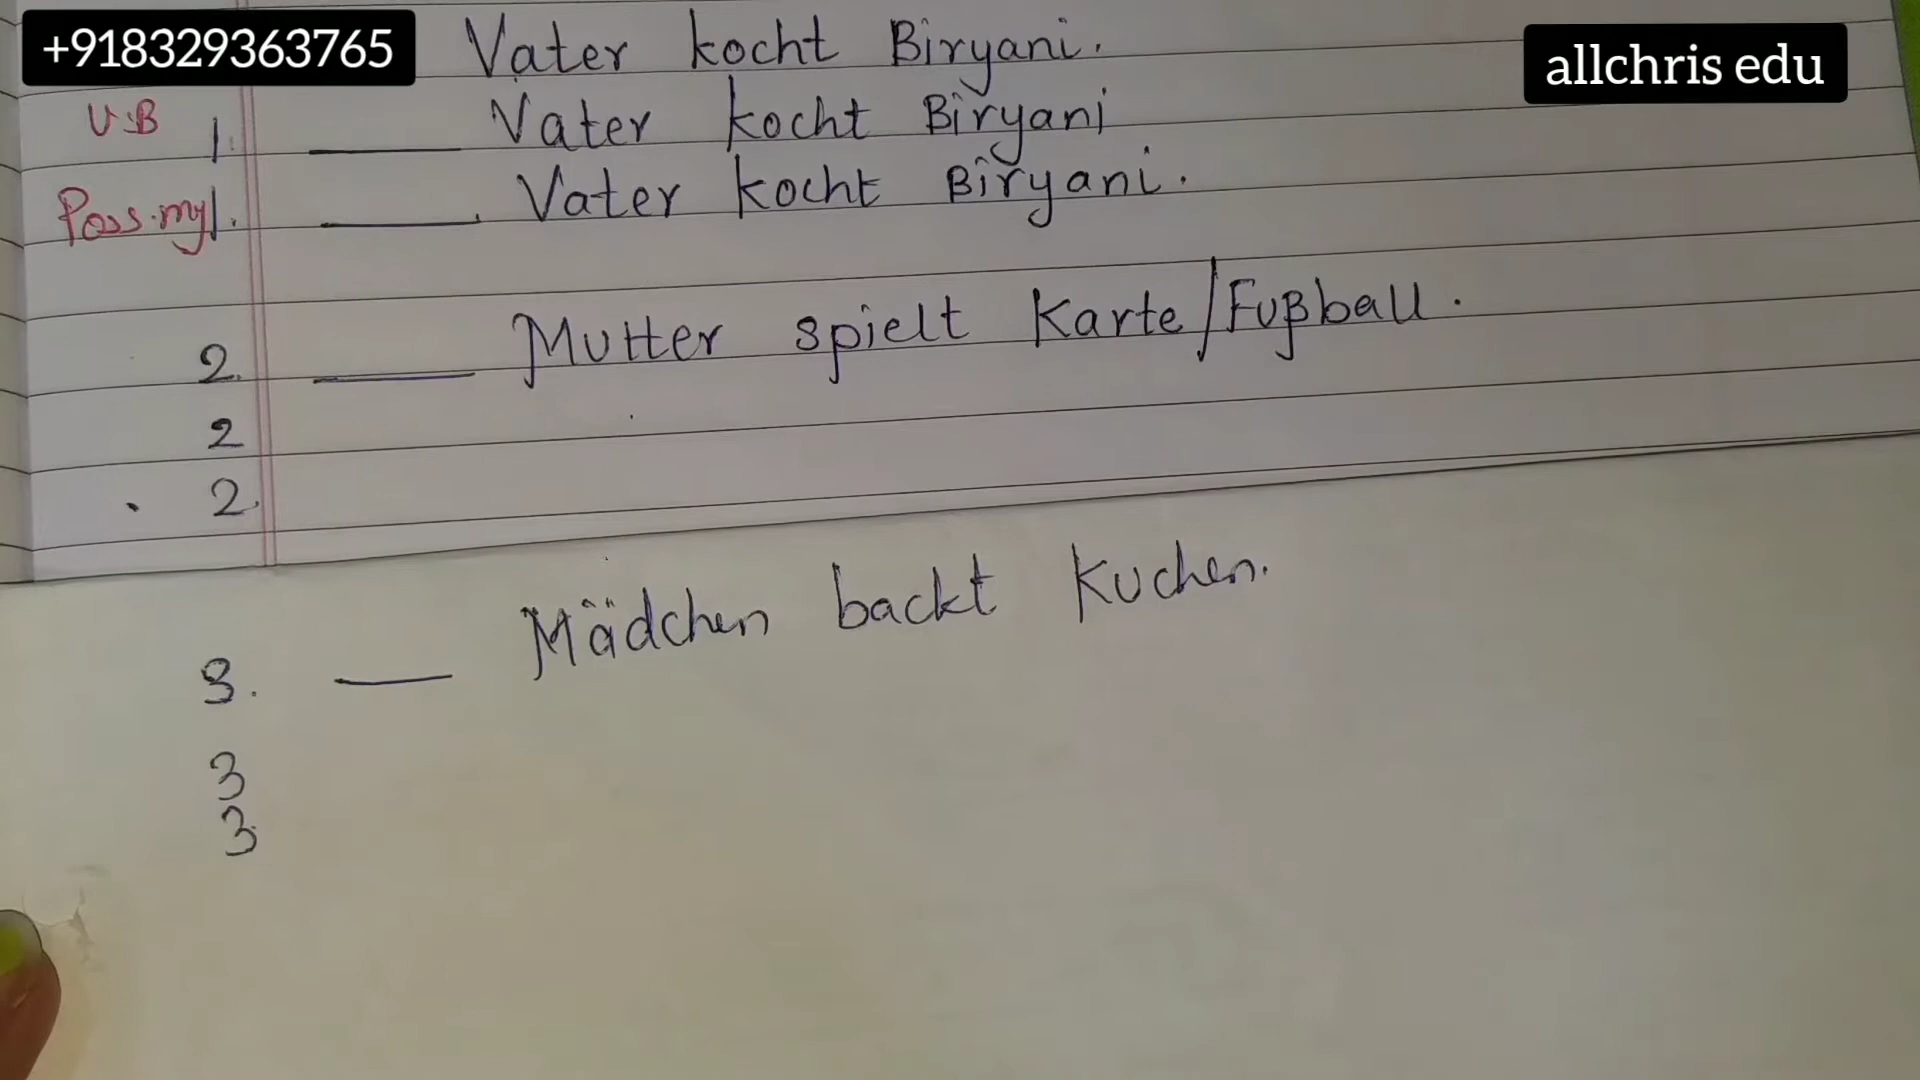 +918329363765
allchris edu
Vater kocht Biryani.
U.B 1. ____ Vater kocht Biryani
Poss. my 1. ____. Vater kocht Biryani.
2. ____ Mutter spielt Karte/Fußball.
2
2.
3. ___ Mädchen backt Kuchen.
3
3.